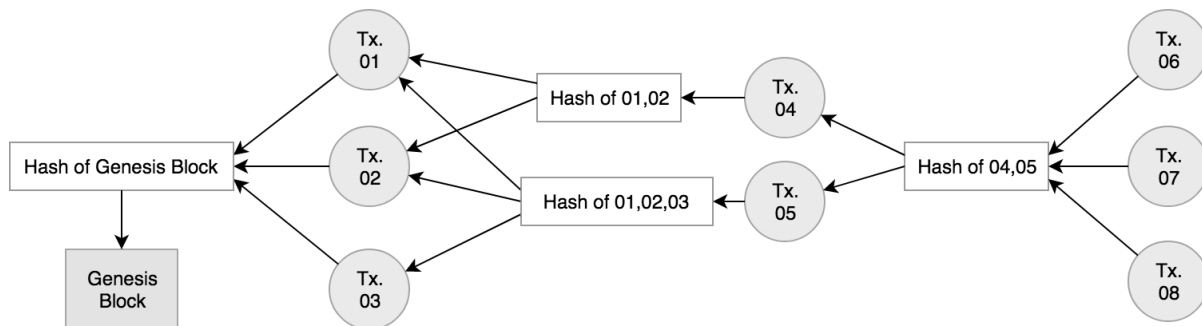 Tx.
01
Hash of 01,02
Tx.
04
Tx.
06
Hash of Genesis Block
Tx.
02
Hash of 04,05
Tx.
07
Hash of 01,02,03
Tx.
05
Genesis
Block
Tx.
03
Tx.
08